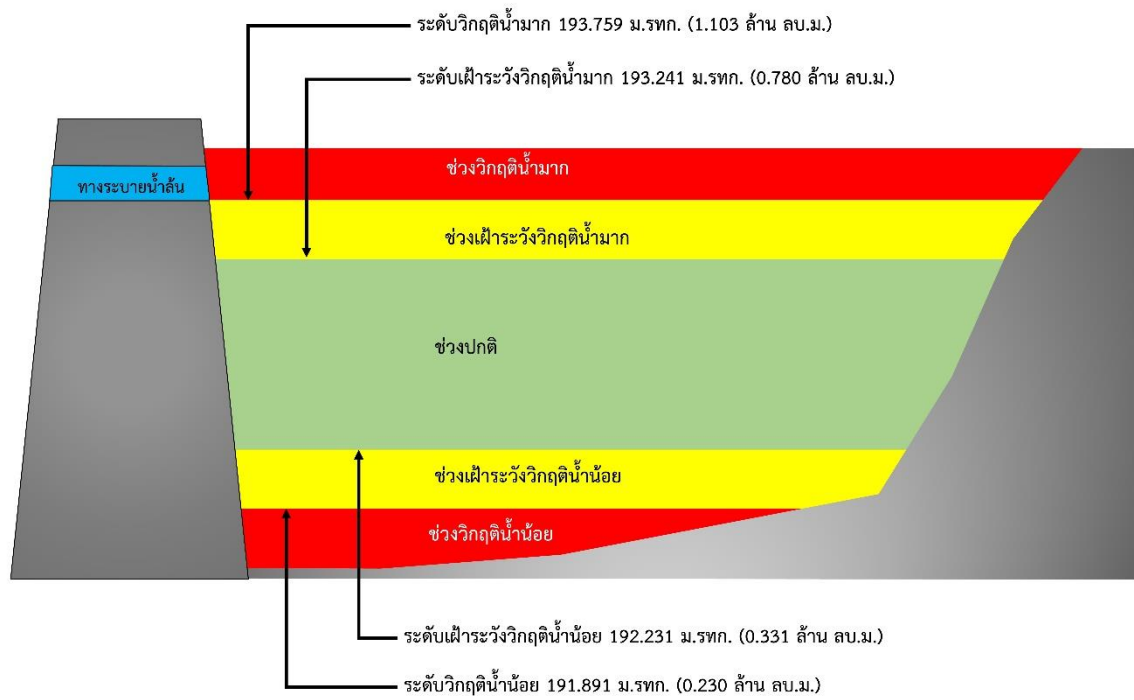 ระดับวิกฤติน้ำมาก 193.759 ม.รทก. (1.103 ล้าน ลบ.ม.)
ระดับเฝ้าระวังวิกฤติน้ำมาก 193.241 ม.รทก. (0.780 ล้าน ลบ.ม.)
ช่วงวิกฤติน้ำมาก
ทางระบายน้ำล้น
ช่วงเฝ้าระวังวิกฤติน้ำมาก
ช่วงปกติ
ช่วงเฝ้าระวังวิกฤติน้ำน้อย
ช่วงวิกฤติน้ำน้อย
ระดับเฝ้าระวังวิกฤติน้ำน้อย 192.231 ม.รทก. (0.331 ล้าน ลบ.ม.)
ระดับวิกฤติน้ำน้อย 191.891 ม.รทก. (0.230 ล้าน ลบ.ม.)